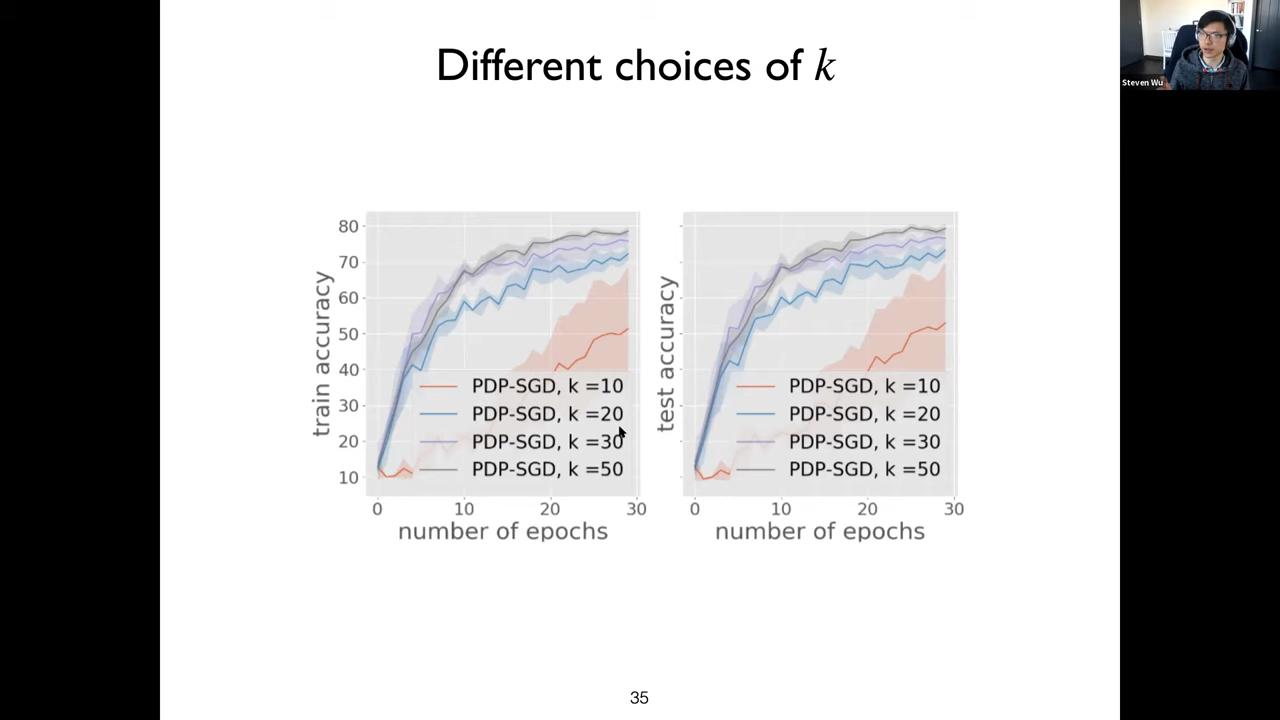 Different choices of k
Steven Wu
train accuracy
80
70
60
50
40
30
20
10
PDP-SGD, k =10
PDP-SGD, k =20
PDP-SGD, k =30
PDP-SGD, k =50
0 10 20 30
number of epochs
test accuracy
PDP-SGD, k =10
PDP-SGD, k =20
PDP-SGD, k =30
PDP-SGD, k =50
0 10 20 30
number of epochs
35